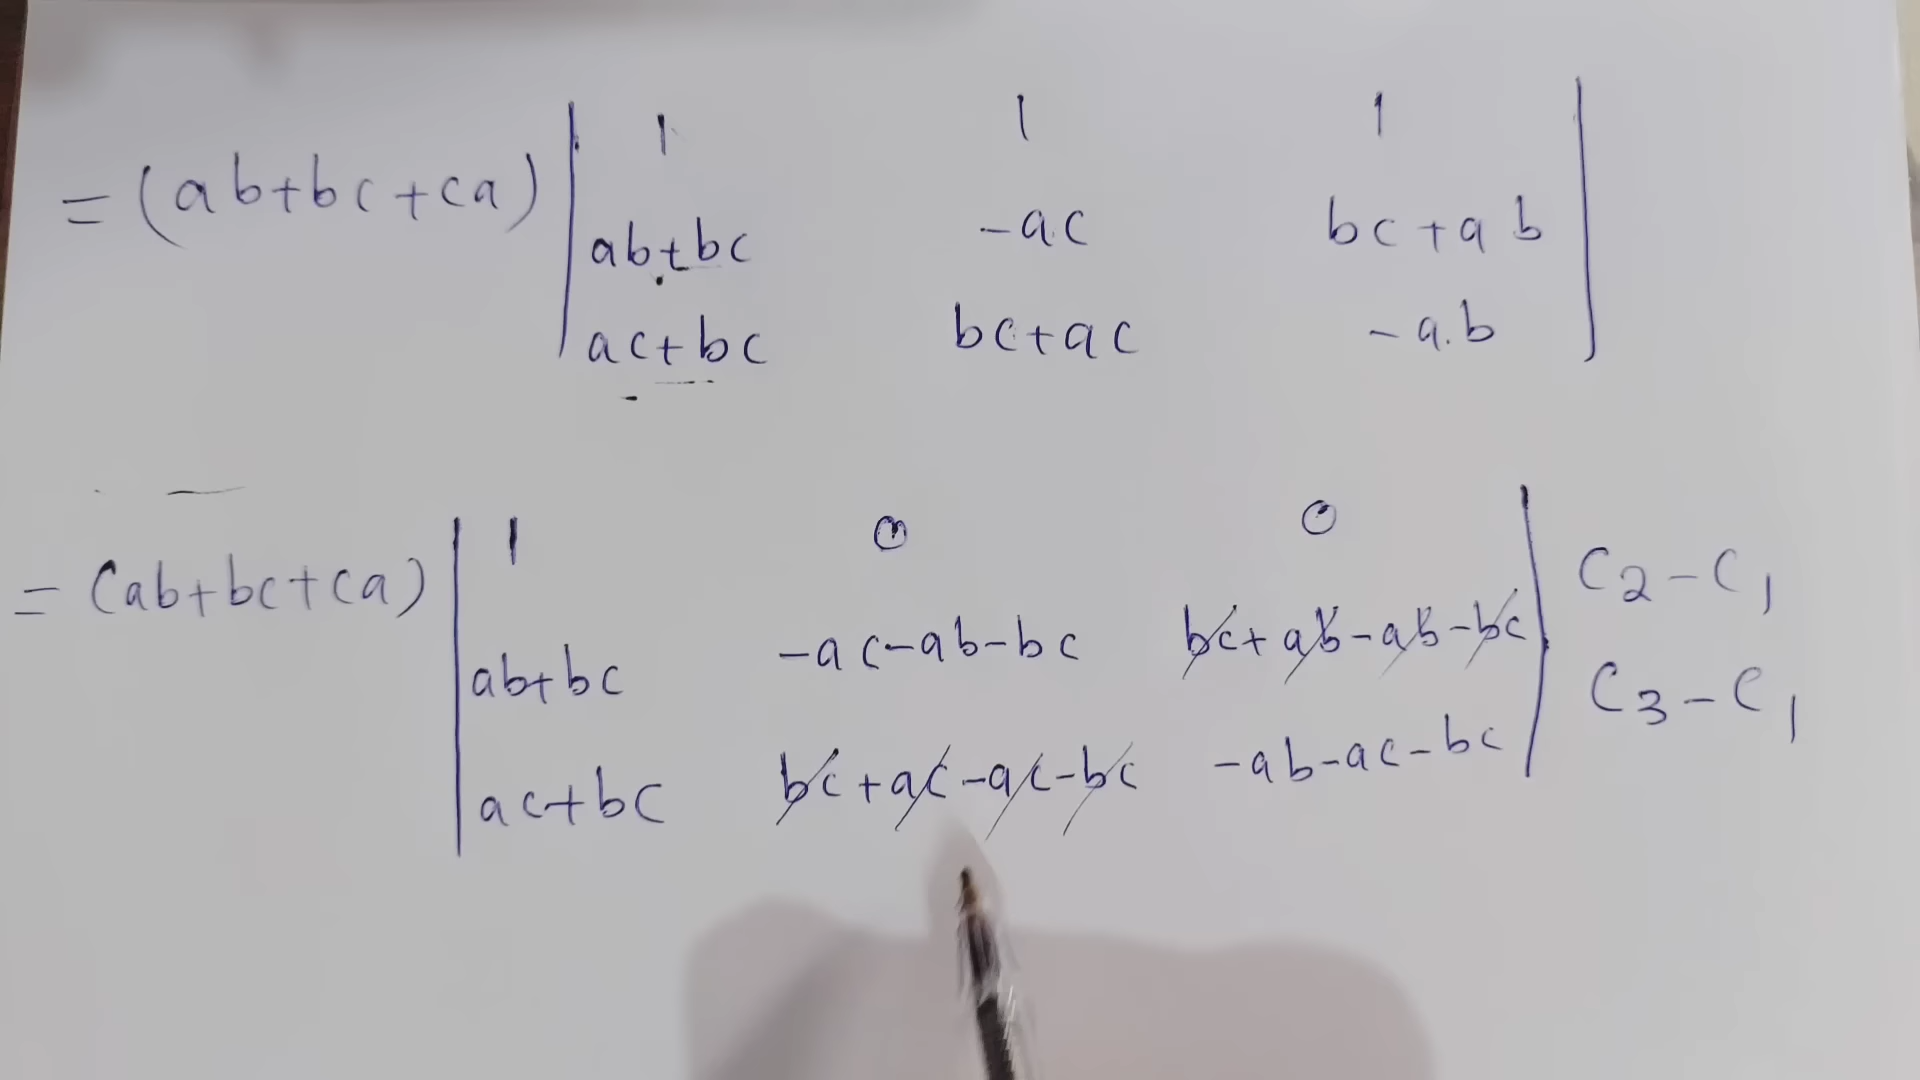 1 1 1
= (ab+bc+ca)
ab+bc -ac bc+ab
ac+bc bc+ac -a.b
1 0 0
= (ab+bc+ca) C2-C1
ab+bc -ac-ab-bc bc+ab-ab-bc
C3-C1
ac+bc bc+ac-ac-bc -ab-ac-bc